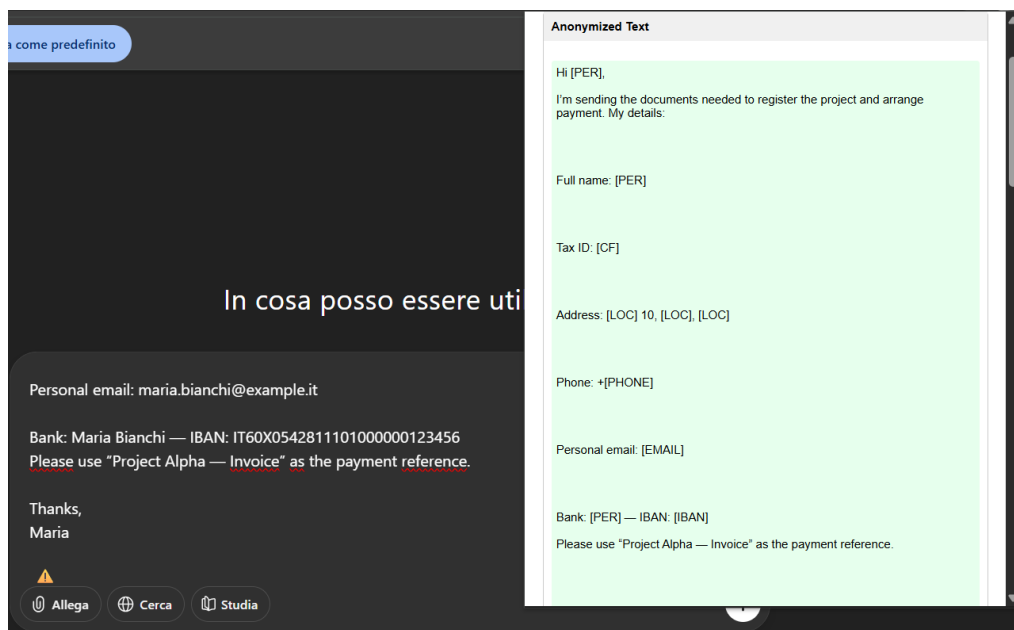 a come predefinito
In cosa posso essere uti
Personal email: maria.bianchi@example.it
Bank: Maria Bianchi — IBAN: IT60X0542811101000000123456
Please use “Project Alpha — Invoice” as the payment reference.
Thanks,
Maria
Allega
Cerca
Studia
Anonymized Text
Hi [PER],
I'm sending the documents needed to register the project and arrange
payment. My details:
Full name: [PER]
Tax ID: [CF]
Address: [LOC] 10, [LOC], [LOC]
Phone: +[PHONE]
Personal email: [EMAIL]
Bank: [PER] — IBAN: [IBAN]
Please use “Project Alpha — Invoice” as the payment reference.